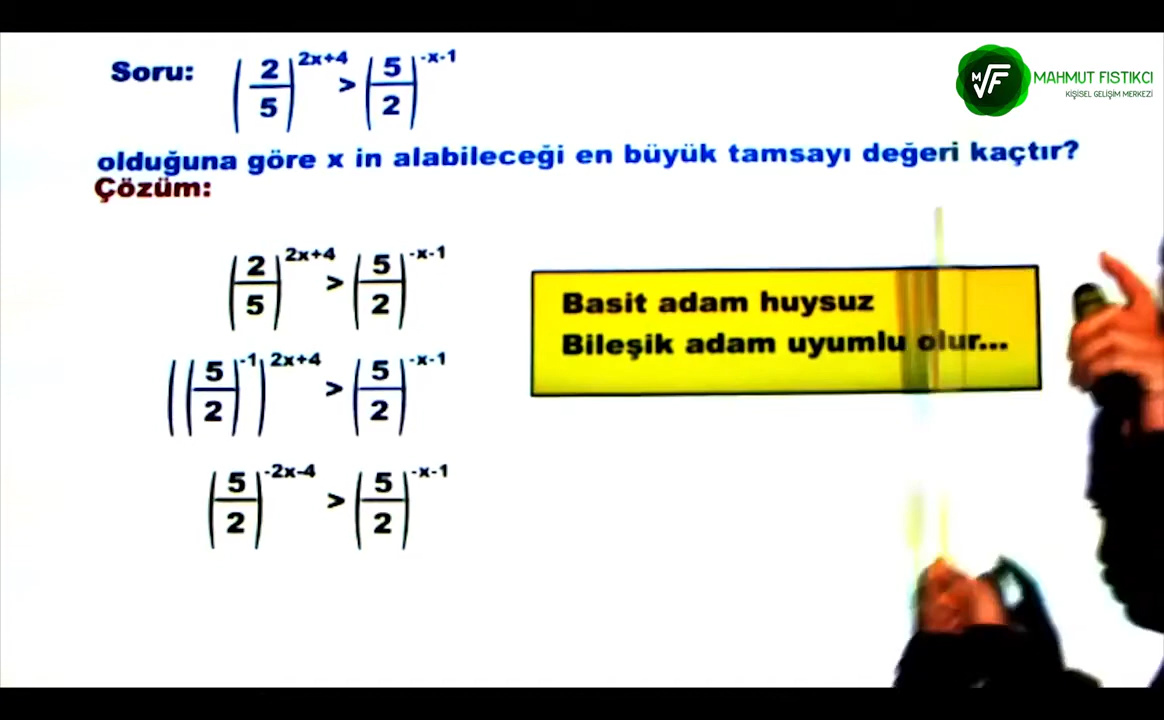 Soru: (2/5)^2x+4 > (5/2)^-x-1
MAHMUT FISTIKCI
KİŞİSEL GELİŞİM MERKEZİ
olduğuna göre x in alabileceği en büyük tamsayı değeri kaçtır?
Çözüm:
(2/5)^2x+4 > (5/2)^-x-1
((5/2)^-1)^2x+4 > (5/2)^-x-1
(5/2)^-2x-4 > (5/2)^-x-1
Basit adam huysuz
Bileşik adam uyumlu olur...